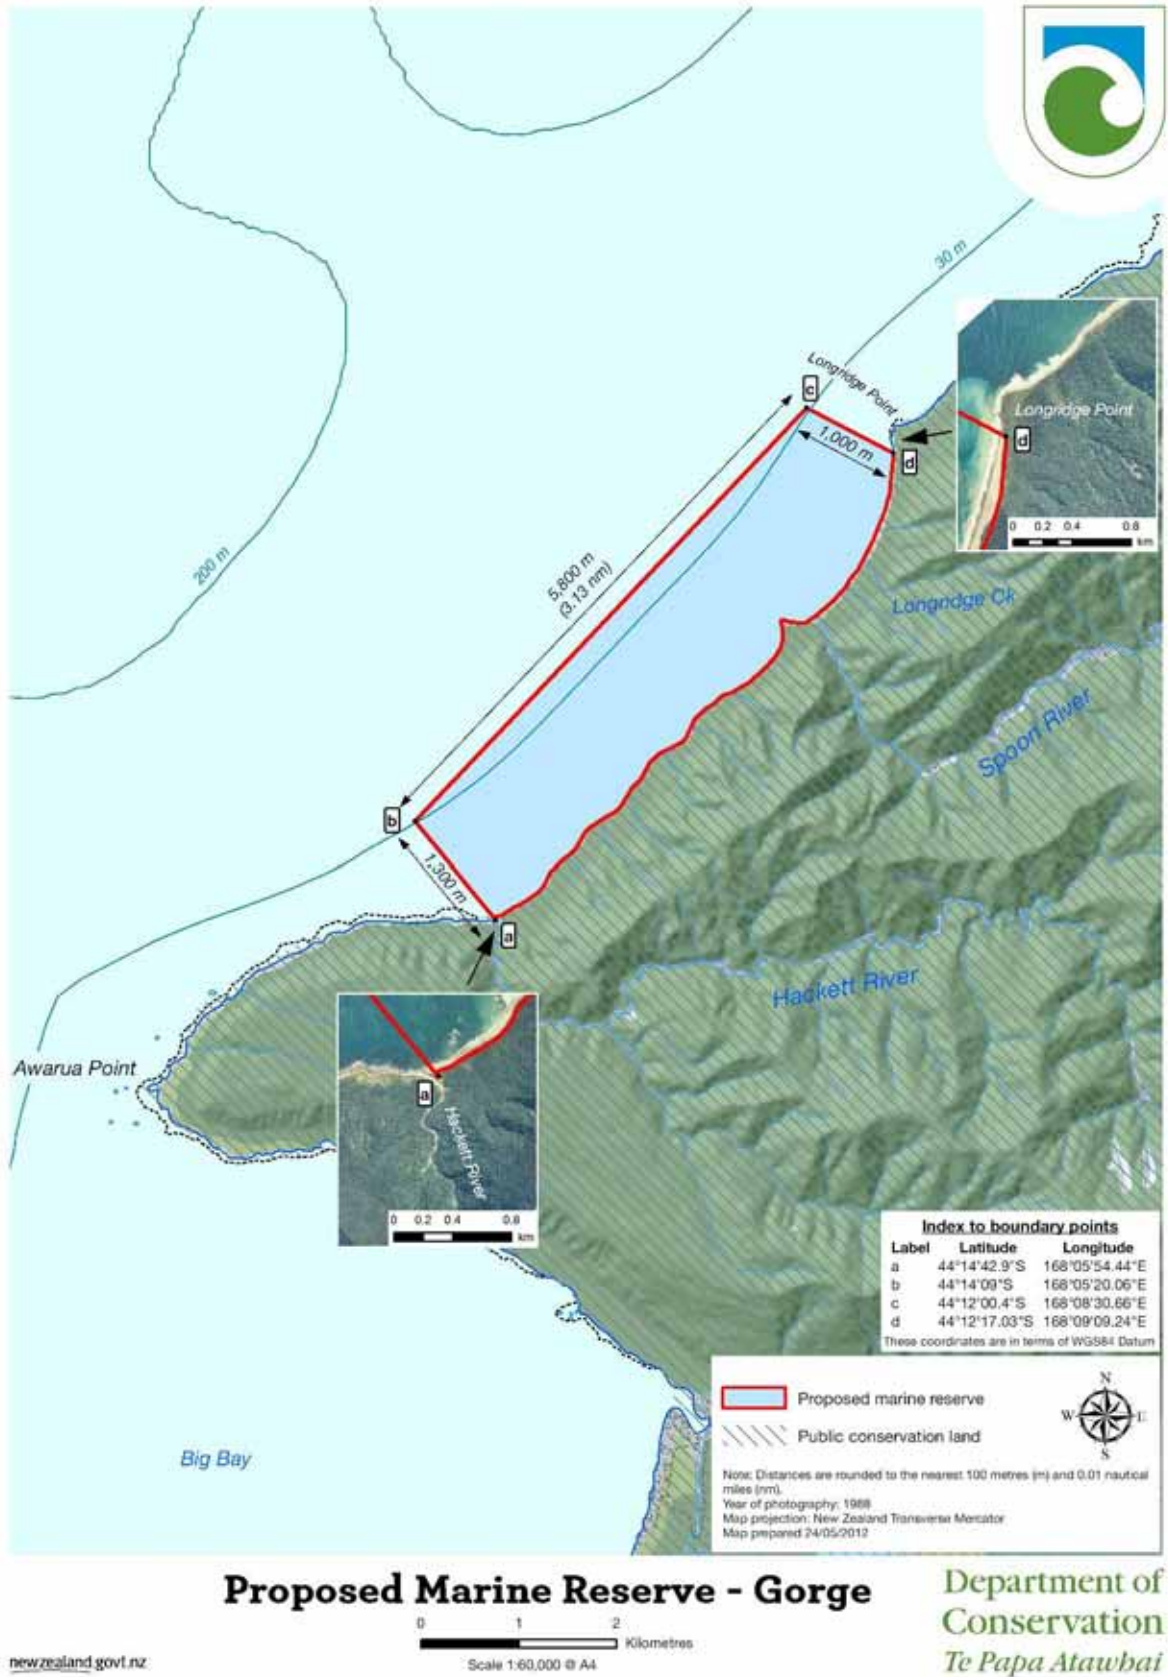 30 m
Longridge Point
c
1,000 m
d
Longridge Point
d
0 0.2 0.4 0.8
km
200 m
5,800 m
(3.13 nm)
Longridge Ck
Spoon River
b
1,300 m
a
Hackett River
Awarua Point
a
Hackett River
0 0.2 0.4 0.8
km
Index to boundary points
Label Latitude Longitude
a 44°14'42.9"S 168°05'54.44"E
b 44°14'09"S 168°05'20.06"E
c 44°12'00.4"S 168°08'30.66"E
d 44°12'17.03"S 168°09'09.24"E
These coordinates are in terms of WGS84 Datum
Proposed marine reserve
Public conservation land
N
W E
S
Big Bay
Note: Distances are rounded to the nearest 100 metres (m) and 0.01 nautical
miles (nm).
Year of photography: 1988
Map projection: New Zealand Transverse Mercator
Map prepared 24/05/2012
Proposed Marine Reserve - Gorge
0 1 2
Kilometres
Scale 1:60,000 @ A4
newzealand.govt.nz
Department of
Conservation
Te Papa Atawhai